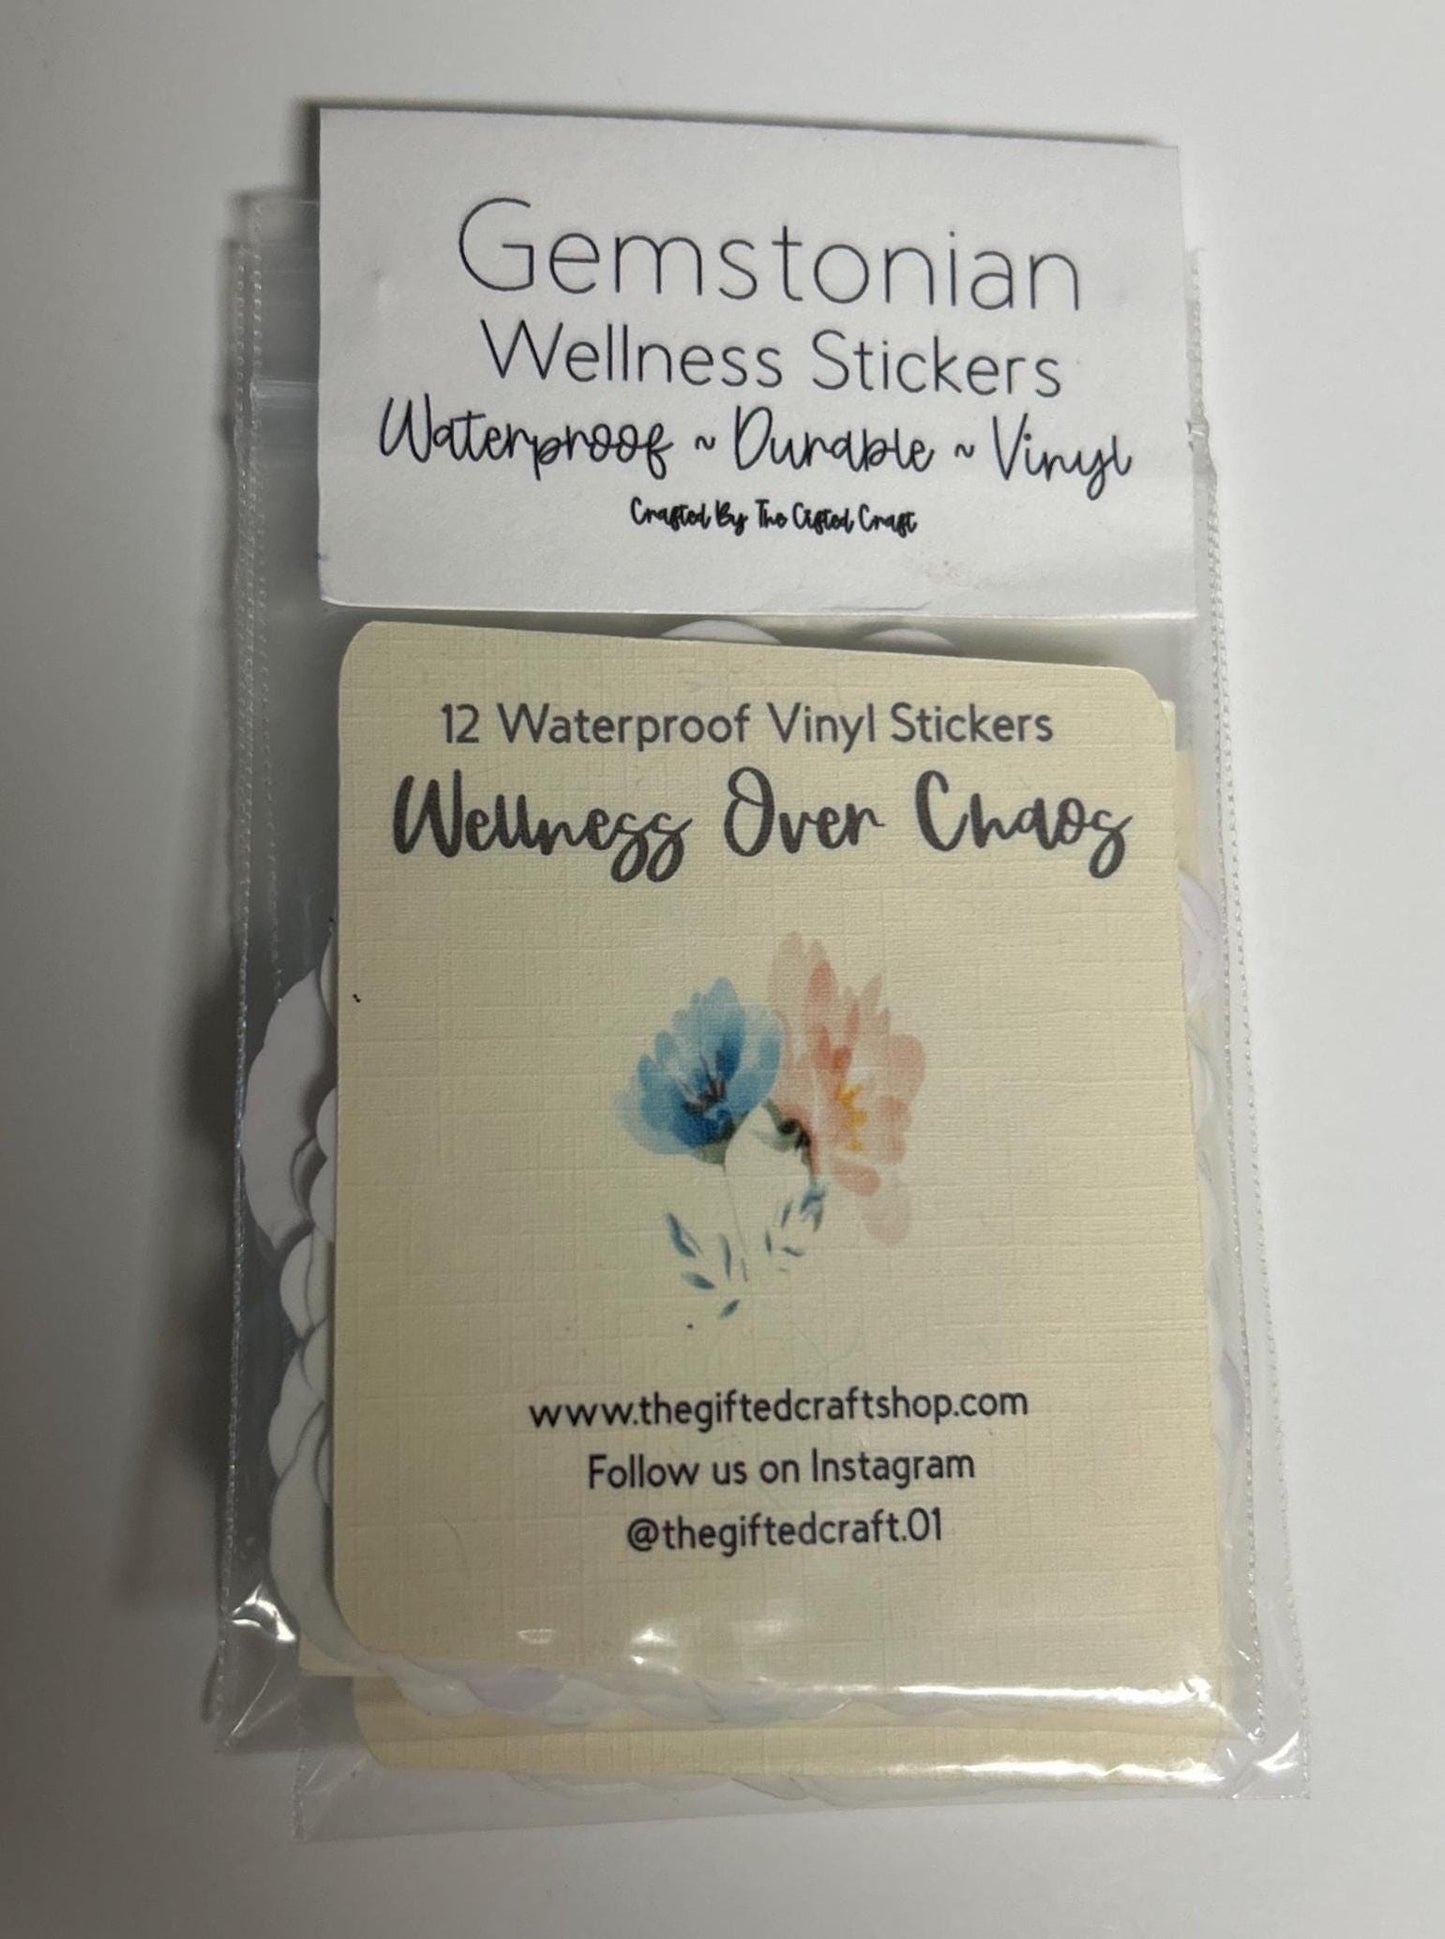 Gemstonian
Wellness Stickers
Waterproof ~ Durable ~ Vinyl
Crafted By The Gifted Craft
12 Waterproof Vinyl Stickers
Wellness Over Chaos
www.thegiftedcraftshop.com
Follow us on Instagram
@thegiftedcraft.01